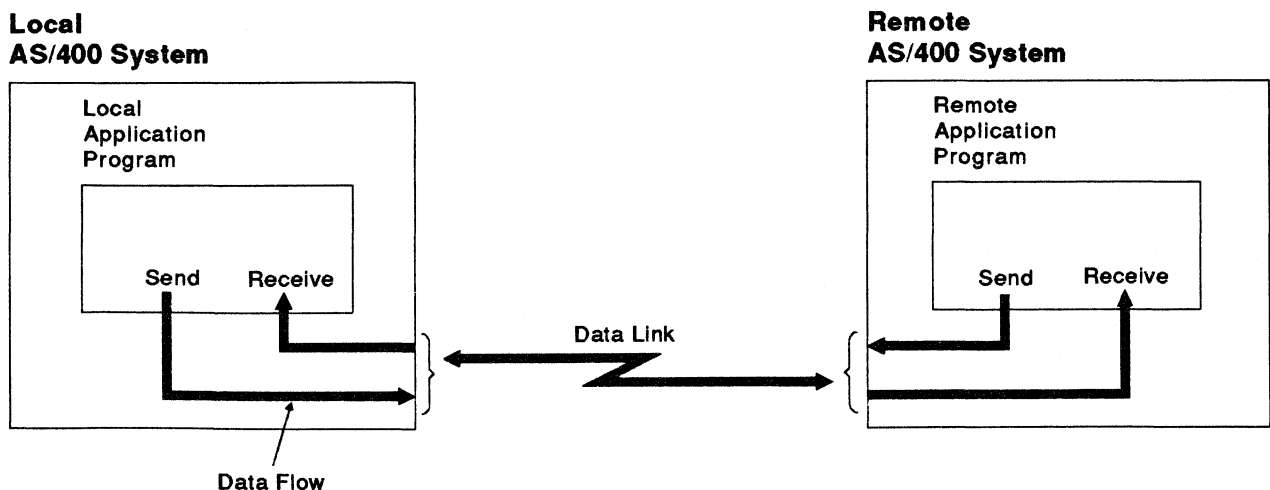 Local
AS/400 System
Remote
AS/400 System
Local
Application
Program
Remote
Application
Program
Send
Receive
Send
Receive
Data Link
Data Flow